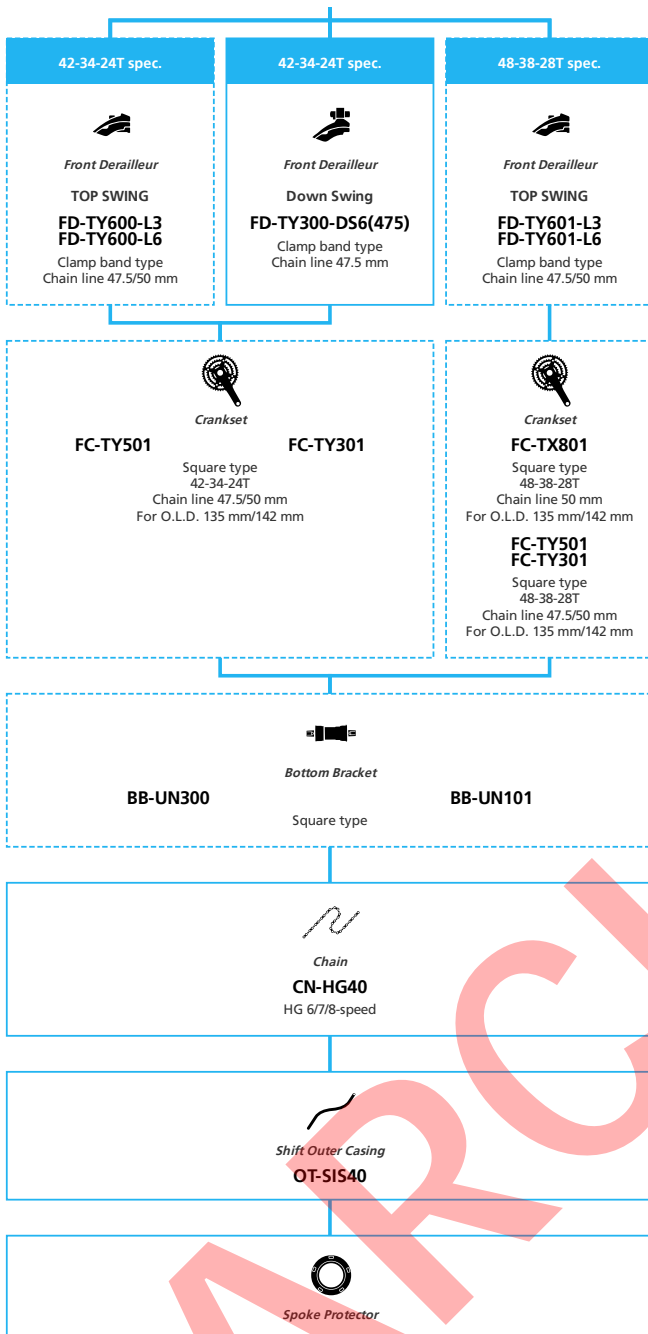 42-34-24T spec.
Front Derailleur
TOP SWING
FD-TY600-L3
FD-TY600-L6
Clamp band type
Chain line 47.5/50 mm
42-34-24T spec.
Front Derailleur
Down Swing
FD-TY300-DS6(475)
Clamp band type
Chain line 47.5 mm
48-38-28T spec.
Front Derailleur
TOP SWING
FD-TY601-L3
FD-TY601-L6
Clamp band type
Chain line 47.5/50 mm
Crankset
FC-TY501 FC-TY301
Square type
42-34-24T
Chain line 47.5/50 mm
For O.L.D. 135 mm/142 mm
Crankset
FC-TX801
Square type
48-38-28T
Chain line 50 mm
For O.L.D. 135 mm/142 mm
FC-TY501
FC-TY301
Square type
48-38-28T
Chain line 47.5/50 mm
For O.L.D. 135 mm/142 mm
Bottom Bracket
BB-UN300 BB-UN101
Square type
Chain
CN-HG40
HG 6/7/8-speed
Shift Outer Casing
OT-SIS40
Spoke Protector